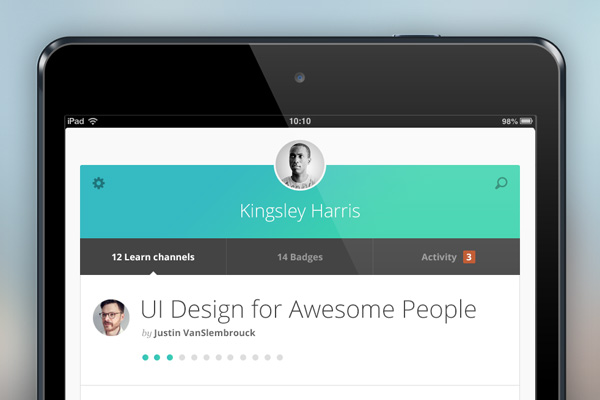 iPad 10:10 98%
Kingsley Harris
12 Learn channels 14 Badges Activity 3
UI Design for Awesome People
by Justin VanSlembrouck